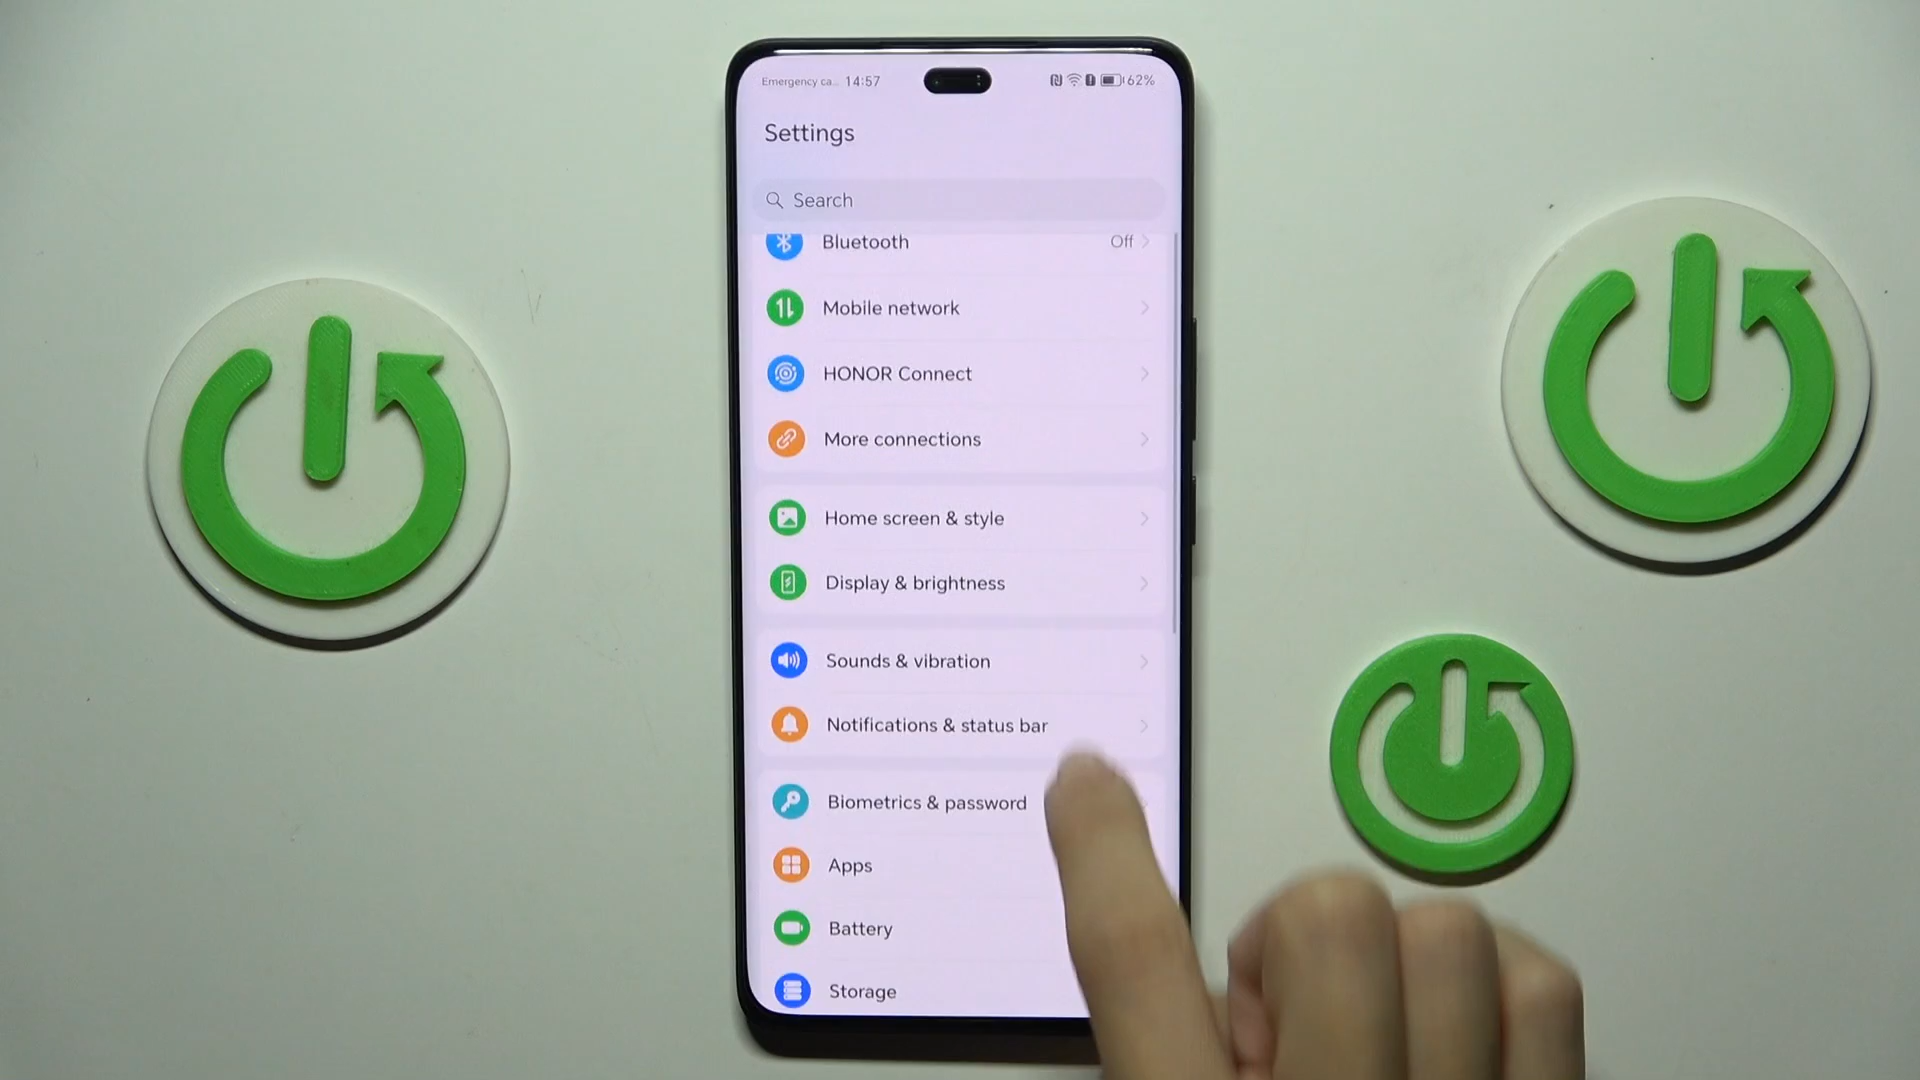 Emergency ca... 14:57 62%
Settings
Search
Bluetooth Off
Mobile network
HONOR Connect
More connections
Home screen & style
Display & brightness
Sounds & vibration
Notifications & status bar
Biometrics & password
Apps
Battery
Storage